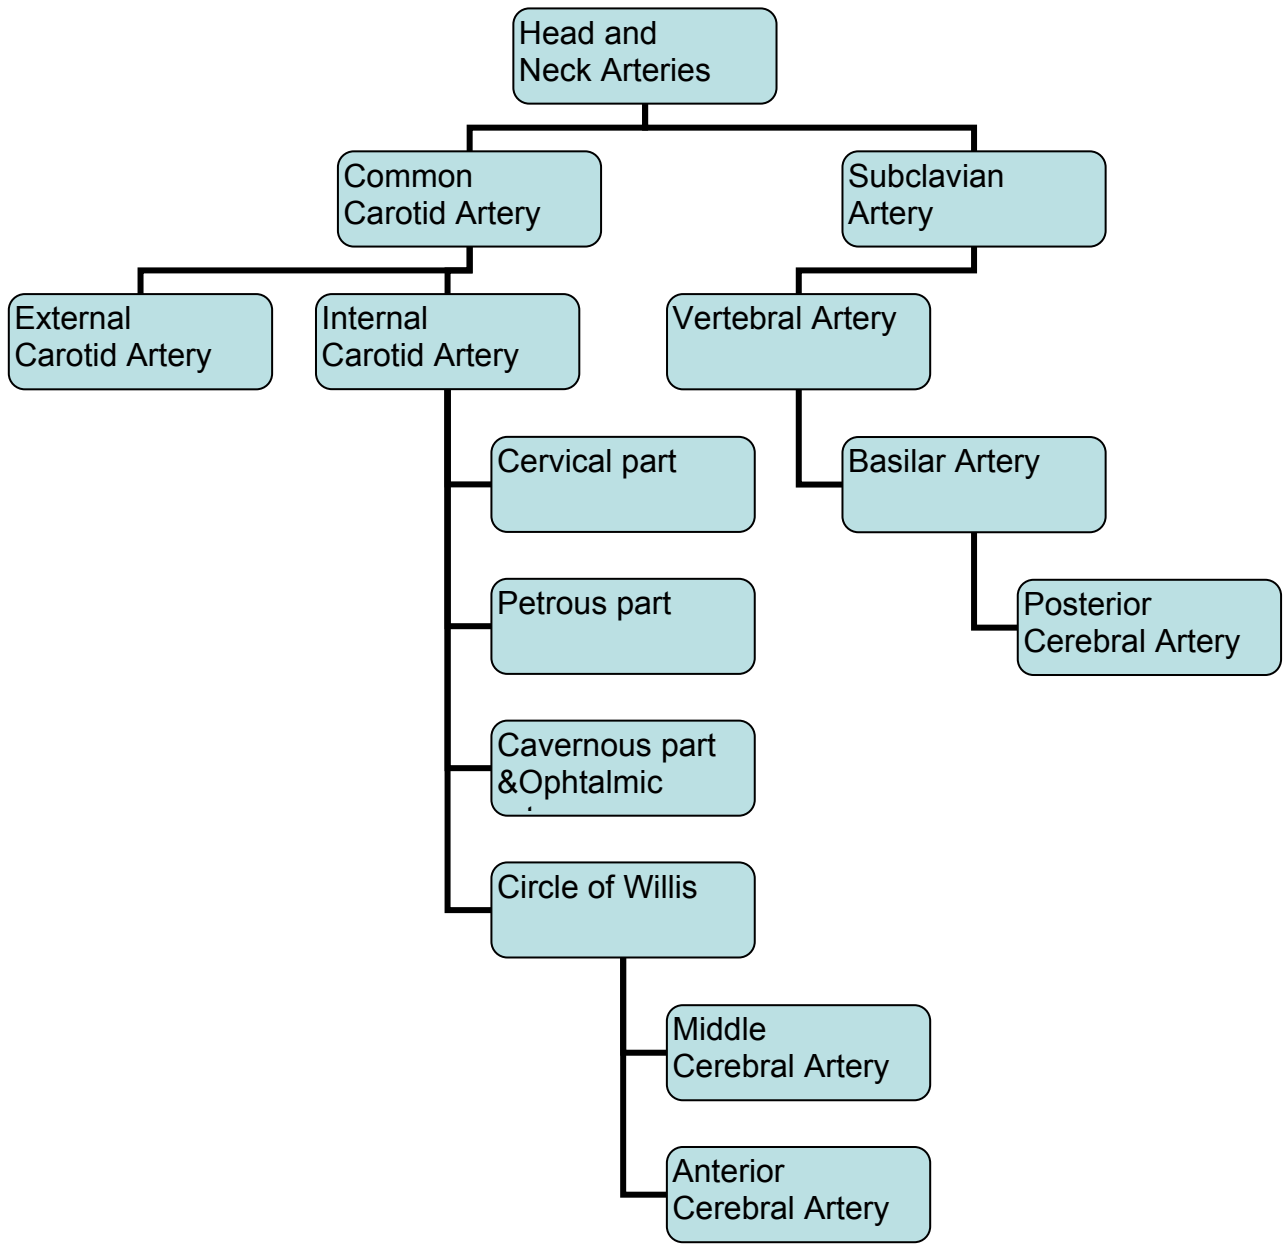 Head and
Neck Arteries
Common
Carotid Artery
Subclavian
Artery
External
Carotid Artery
Internal
Carotid Artery
Vertebral Artery
Cervical part
Basilar Artery
Petrous part
Posterior
Cerebral Artery
Cavernous part
&Ophtalmic
Circle of Willis
Middle
Cerebral Artery
Anterior
Cerebral Artery